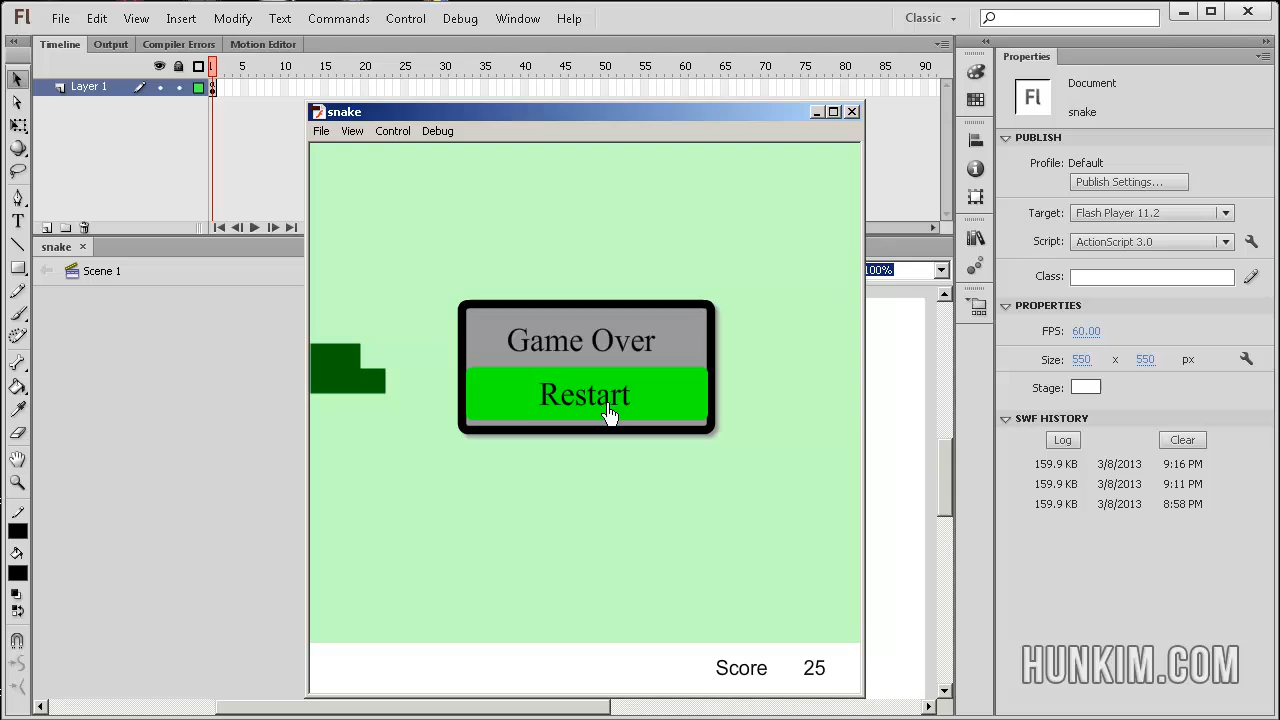 Fl File Edit View Insert Modify Text Commands Control Debug Window Help Classic
Timeline Output Compiler Errors Motion Editor
1 5 10 15 20 25 30 35 40 45 50 55 60 65 70 75 80 85 90
Layer 1
snake
File View Control Debug
snake
Scene 1
100%
Game Over
Restart
Score 25
Properties
Fl
Document
snake
PUBLISH
Profile: Default
Publish Settings...
Target: Flash Player 11.2
Script: ActionScript 3.0
Class:
PROPERTIES
FPS: 60.00
Size: 550 x 550 px
Stage:
SWF HISTORY
Log Clear
159.9 KB 3/8/2013 9:16 PM
159.9 KB 3/8/2013 9:11 PM
159.9 KB 3/8/2013 8:58 PM
HUNKIM.COM